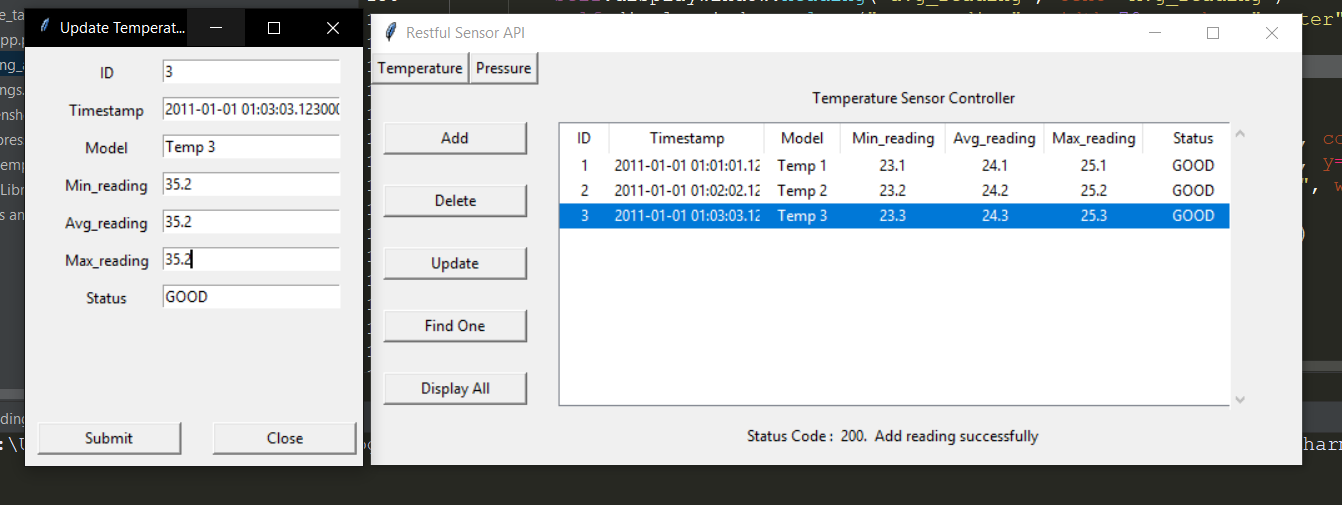 Update Temperat...
ID 3
Timestamp 2011-01-01 01:03:03.123000
Model Temp 3
Min_reading 35.2
Avg_reading 35.2
Max_reading 35.2
Status GOOD
Submit Close
Restful Sensor API
Temperature Pressure
Temperature Sensor Controller
Add
Delete
Update
Find One
Display All
ID Timestamp Model Min_reading Avg_reading Max_reading Status
1 2011-01-01 01:01:01.12 Temp 1 23.1 24.1 25.1 GOOD
2 2011-01-01 01:02:02.12 Temp 2 23.2 24.2 25.2 GOOD
3 2011-01-01 01:03:03.12 Temp 3 23.3 24.3 25.3 GOOD
Status Code : 200. Add reading successfully